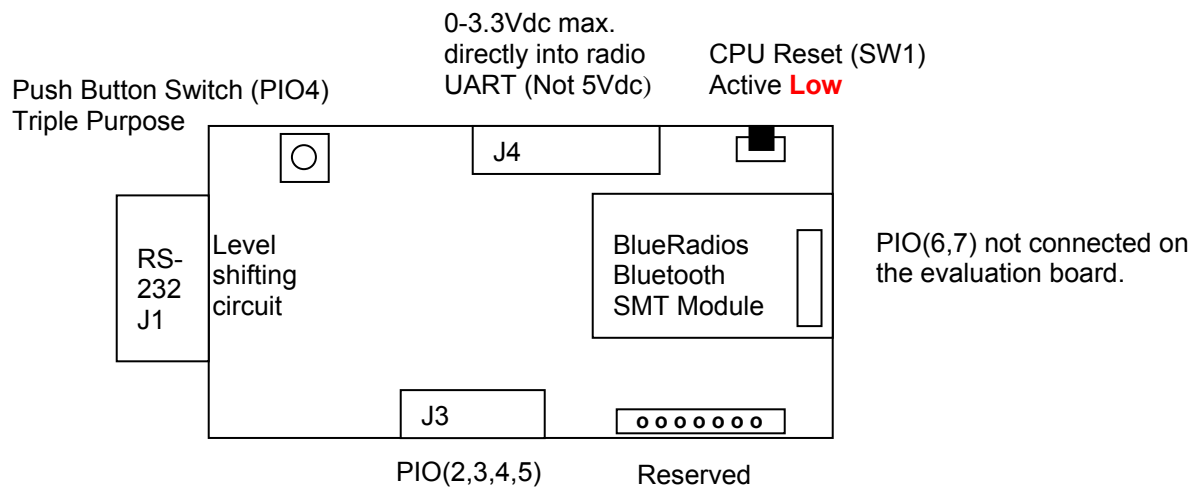 0-3.3Vdc max.
directly into radio
UART (Not 5Vdc)
CPU Reset (SW1)
Active Low
Push Button Switch (PIO4)
Triple Purpose
J4
RS-
232
J1
Level
shifting
circuit
BlueRadios
Bluetooth
SMT Module
PIO(6,7) not connected on
the evaluation board.
J3
o o o o o o o
PIO(2,3,4,5)
Reserved